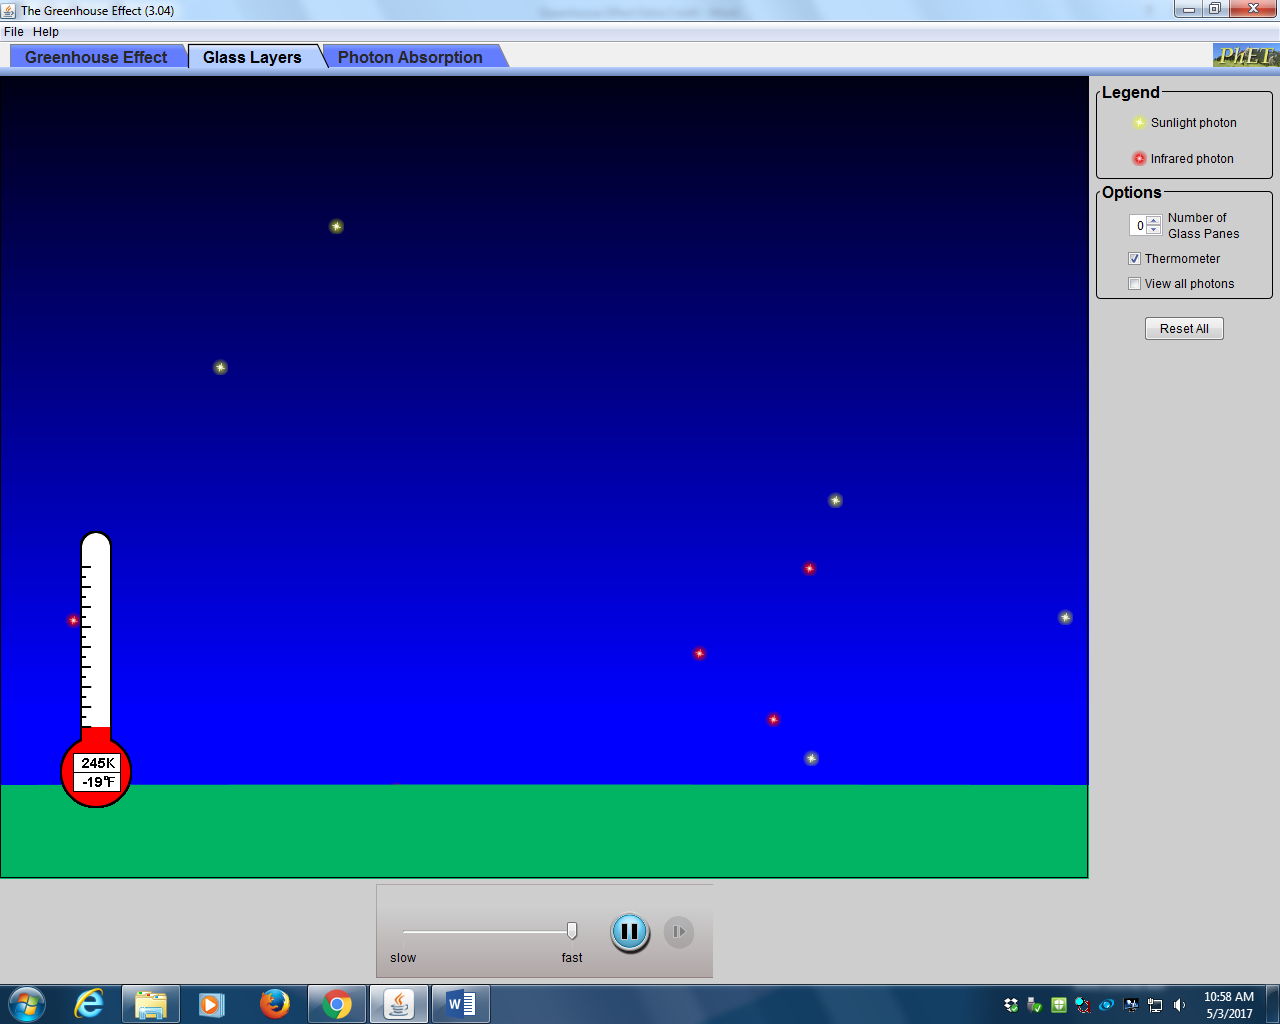 The Greenhouse Effect (3.04)
File Help
Greenhouse Effect
Glass Layers
Photon Absorption
PhET
Legend
Sunlight photon
Infrared photon
Options
0
Number of
Glass Panes
Thermometer
View all photons
Reset All
245K
-19°F
slow
fast
10:58 AM
5/3/2017